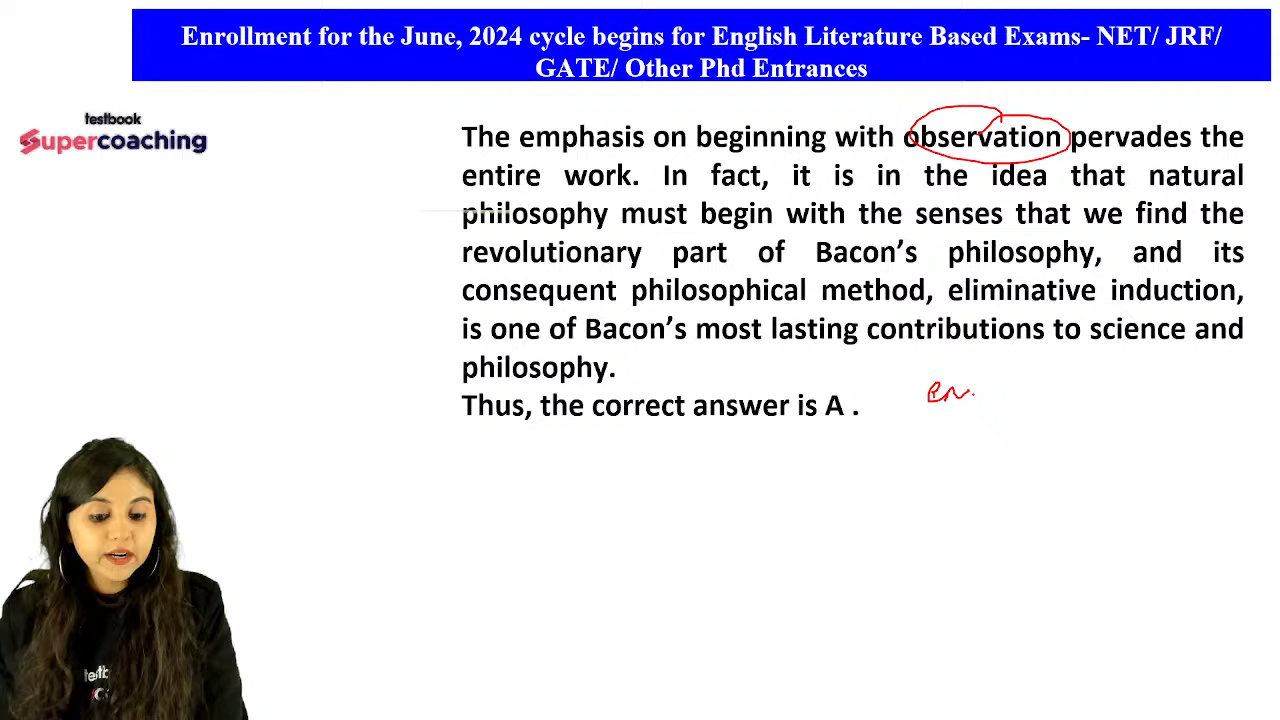 Enrollment for the June, 2024 cycle begins for English Literature Based Exams- NET/ JRF/
GATE/ Other Phd Entrances
testbook
Supercoaching
The emphasis on beginning with observation pervades the
entire work. In fact, it is in the idea that natural
philosophy must begin with the senses that we find the
revolutionary part of Bacon's philosophy, and its
consequent philosophical method, eliminative induction,
is one of Bacon's most lasting contributions to science and
philosophy.
Thus, the correct answer is A .